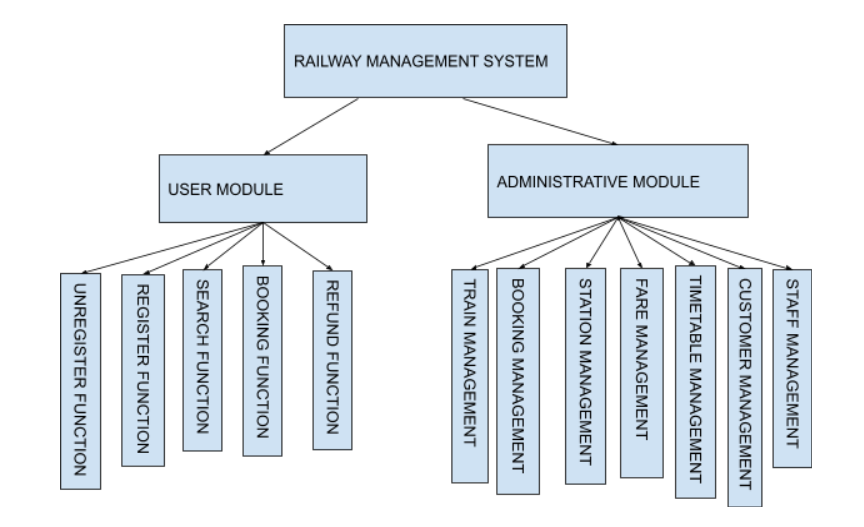 RAILWAY MANAGEMENT SYSTEM
USER MODULE
ADMINISTRATIVE MODULE
UNREGISTER FUNCTION
REGISTER FUNCTION
SEARCH FUNCTION
BOOKING FUNCTION
REFUND FUNCTION
TRAIN MANAGEMENT
BOOKING MANAGEMENT
STATION MANAGEMENT
FARE MANAGEMENT
TIMETABLE MANAGEMENT
CUSTOMER MANAGEMENT
STAFF MANAGEMENT